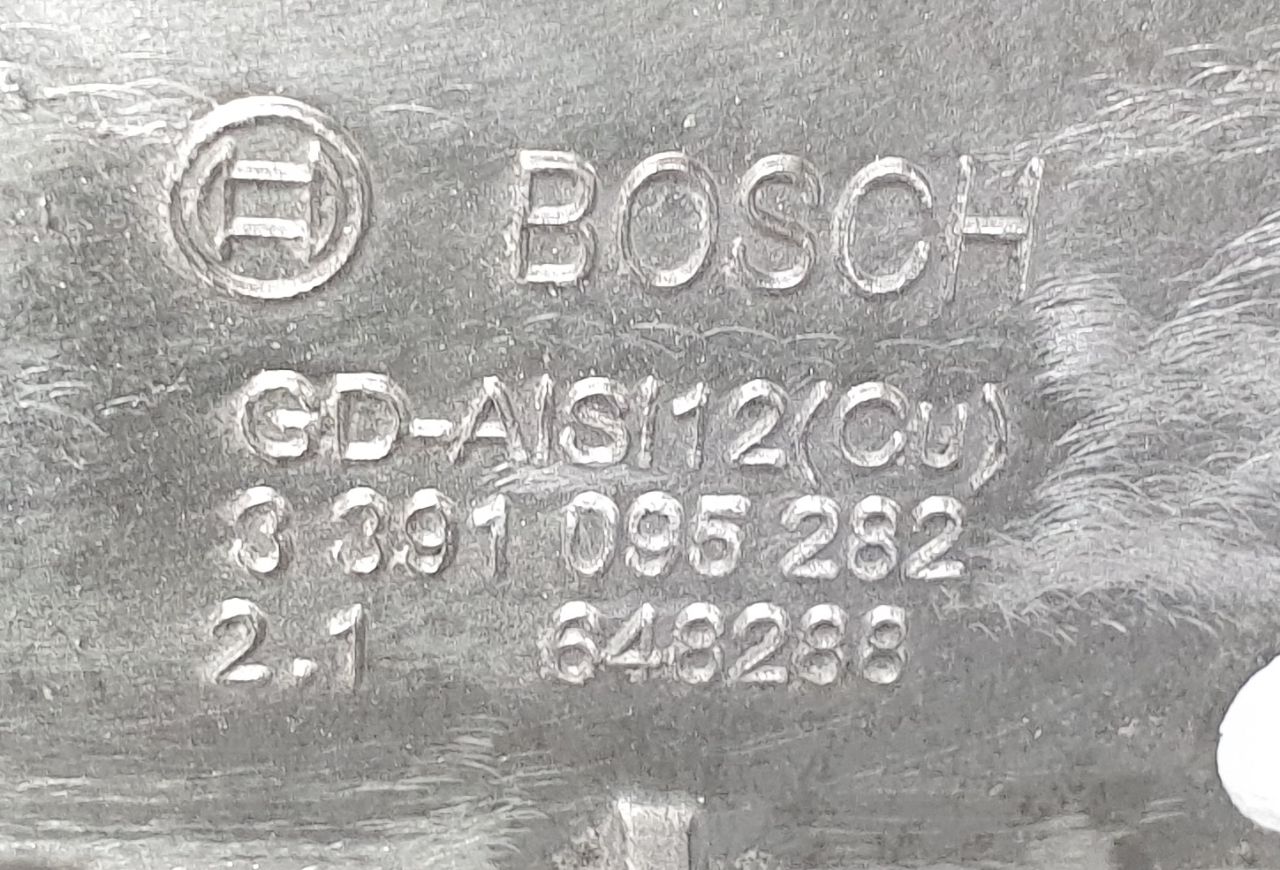 BOSCH
GD-AlSi12(Cu)
3 391 095 282
2.1 648288